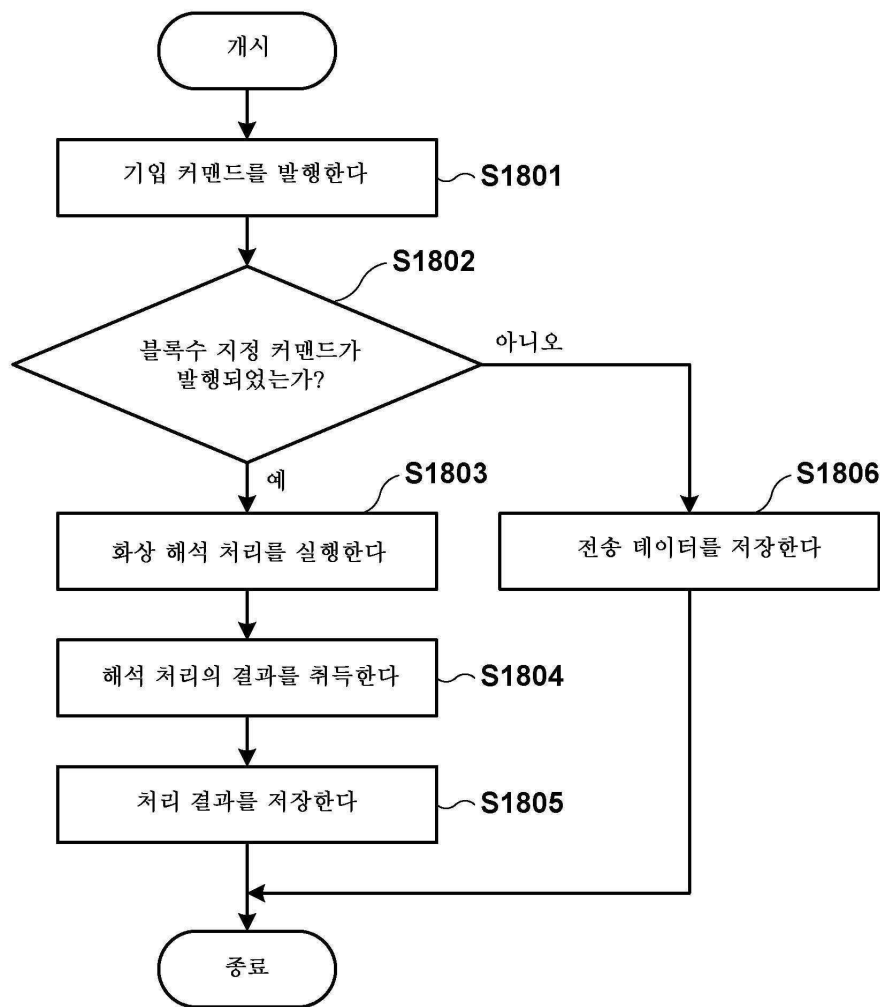 개시
기입 커맨드를 발행한다
S1801
S1802
블록수 지정 커맨드가
발행되었는가?
아니오
예
S1803
화상 해석 처리를 실행한다
S1806
전송 데이터를 저장한다
해석 처리의 결과를 취득한다
S1804
처리 결과를 저장한다
S1805
종료